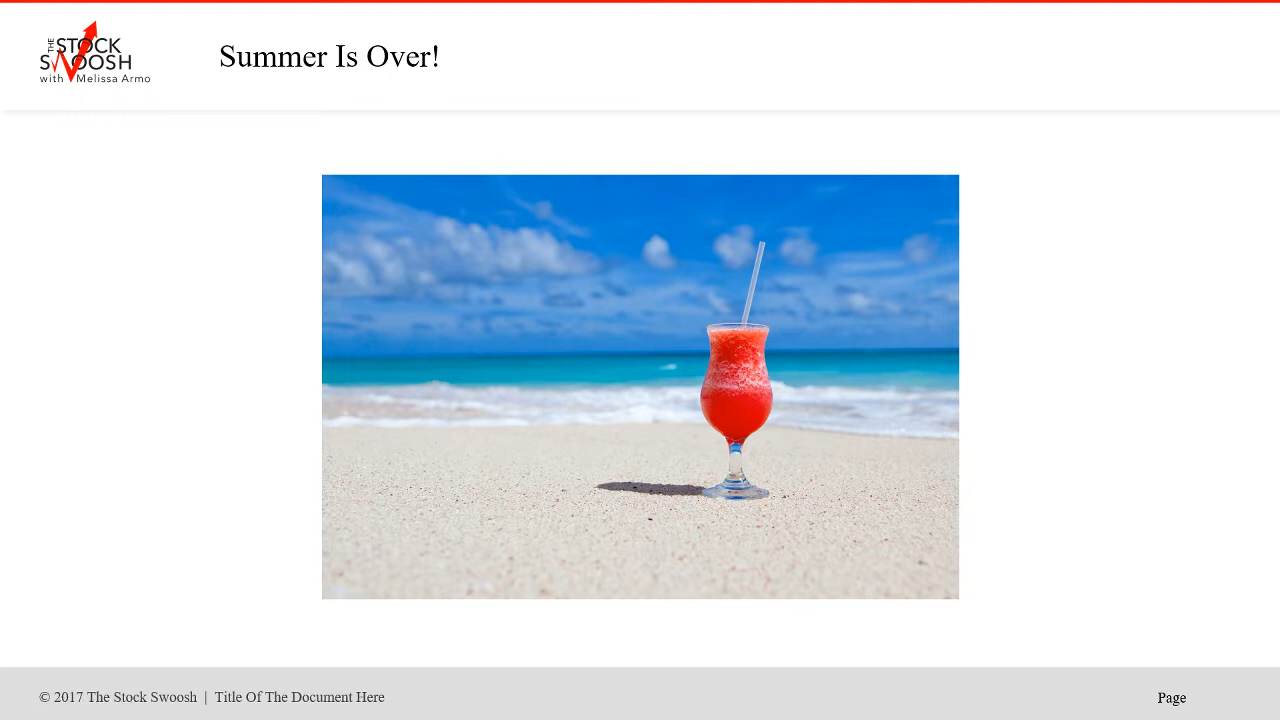 THE STOCK
SWOOSH
with Melissa Armo
Summer Is Over!
© 2017 The Stock Swoosh | Title Of The Document Here
Page